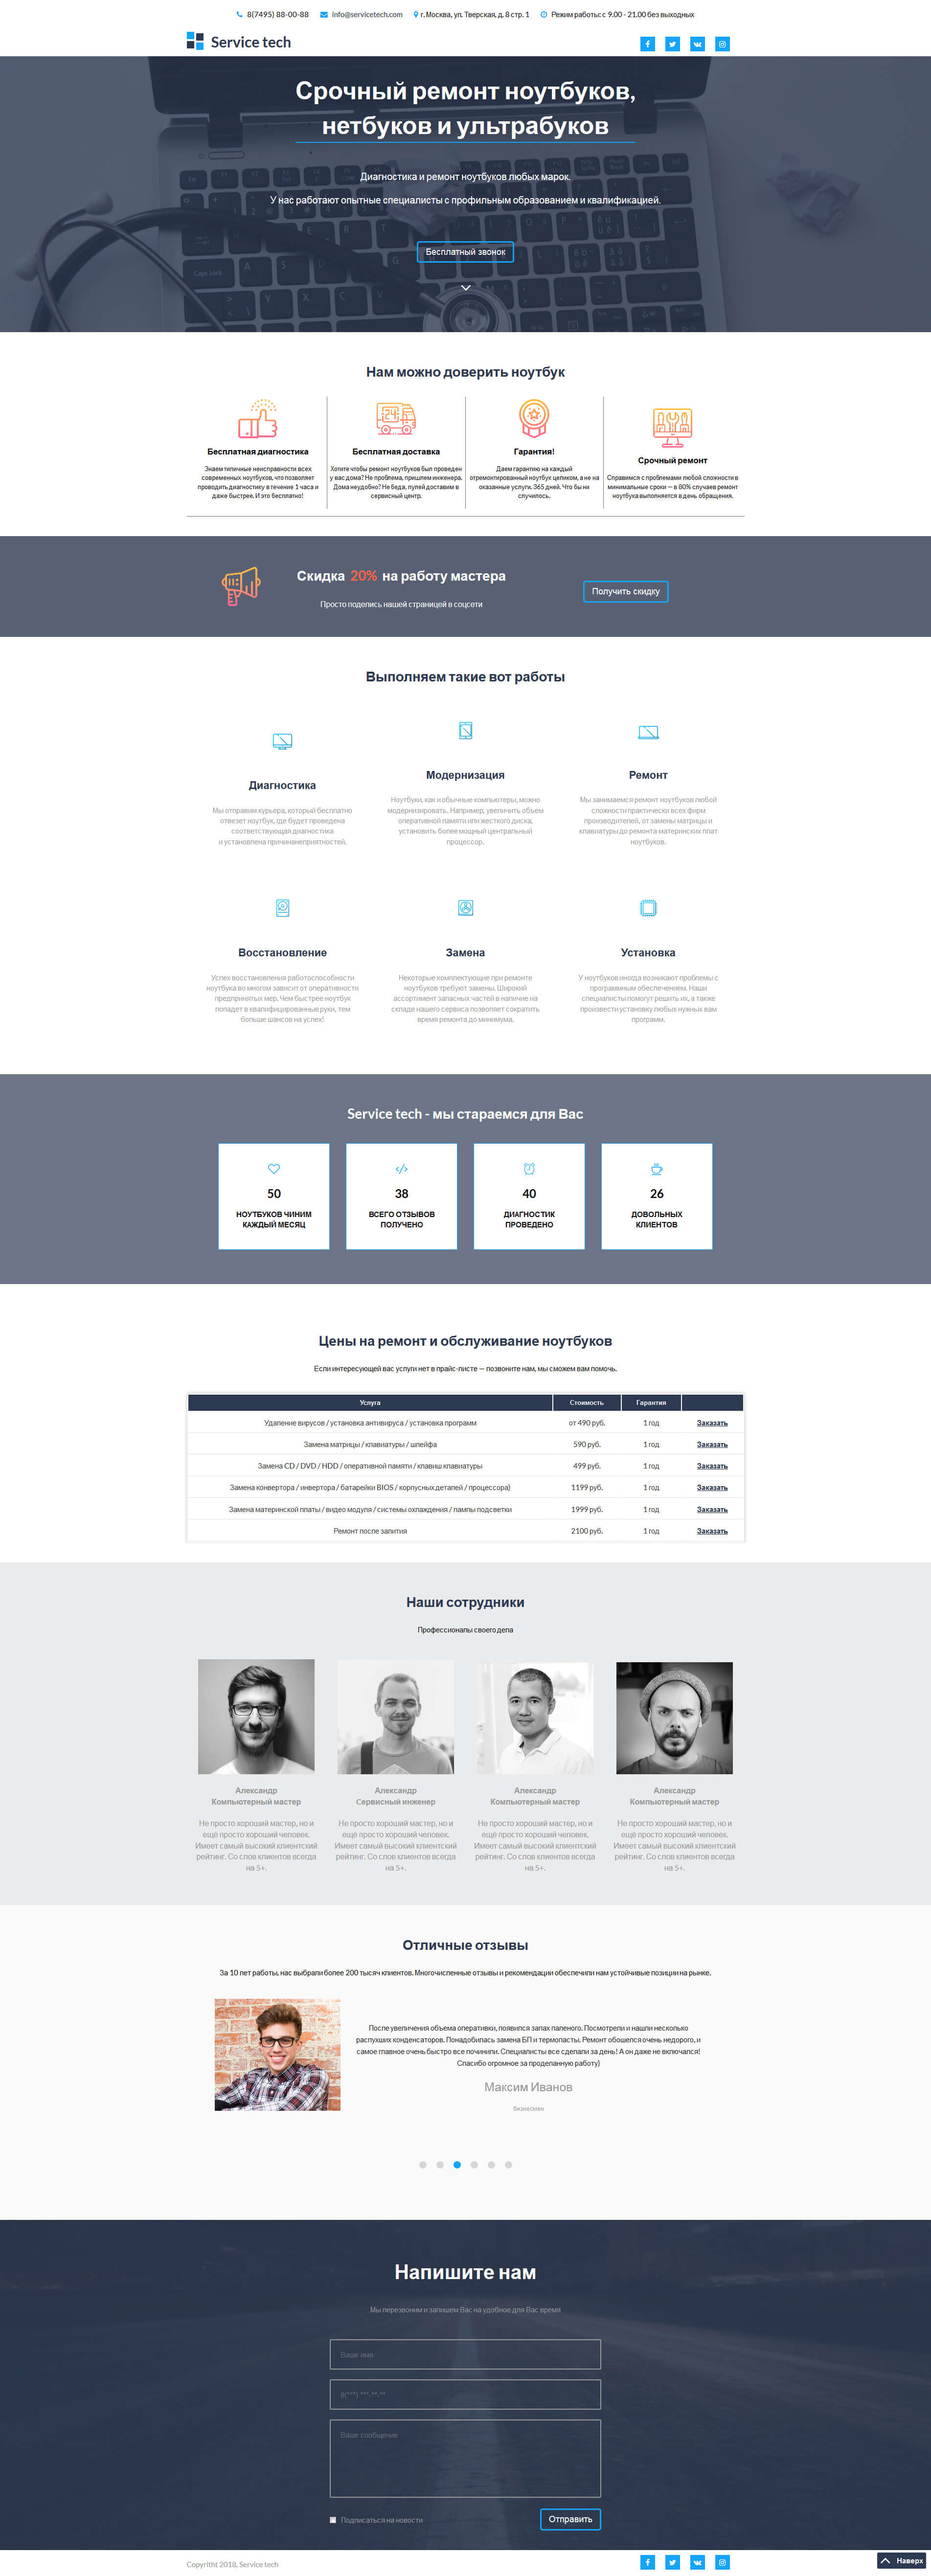 8(7495) 88-00-88 info@servicetech.com г. Москва, ул. Тверская, д. 8 стр. 1 Режим работы: с 9.00 - 21.00 без выходных
Service tech
Срочный ремонт ноутбуков,
нетбуков и ультрабуков
Диагностика и ремонт ноутбуков любых марок.
У нас работают опытные специалисты с профильным образованием и квалификацией.
Бесплатный звонок
Caps Lock
Нам можно доверить ноутбук
Бесплатная диагностика
Знаем типичные неисправности всех
современных ноутбуков, что позволяет
проводить диагностику в течение 1 часа и
даже быстрее. И это бесплатно!
24
Бесплатная доставка
Хотите чтобы ремонт ноутбуков был проведен
у вас дома? Не проблема, пришлем инженера.
Дома неудобно? Не беда, пулей доставим в
сервисный центр.
Гарантия!
Даем гарантию на каждый
отремонтированный ноутбук целиком, а не на
оказанные услуги. 365 дней. Что бы ни
случилось.
Срочный ремонт
Справимся с проблемами любой сложности в
минимальные сроки — в 80% случаев ремонт
ноутбука выполняется в день обращения.
Скидка 20% на работу мастера
Просто поделись нашей страницей в соцсети
Получить скидку
Выполняем такие вот работы
Диагностика
Мы отправим курьера, который бесплатно
отвезет ноутбук, где будет проведена
соответствующая диагностика
и установлена причинанеприятностей.
Модернизация
Ноутбуки, как и обычные компьютеры, можно
модернизировать. Например, увеличить объем
оперативной памяти или жесткого диска,
установить более мощный центральный
процессор.
Ремонт
Мы занимаемся ремонт ноутбуков любой
сложности практически всех фирм
производителей, от замены матрицы и
клавиатуры до ремонта материнских плат
ноутбуков.
Восстановление
Успех восстановления работоспособности
ноутбука во многом зависит от оперативности
предпринятых мер. Чем быстрее ноутбук
попадет в квалифицированные руки, тем
больше шансов на успех!
Замена
Некоторые комплектующие при ремонте
ноутбуков требуют замены. Широкий
ассортимент запасных частей в наличие на
складе нашего сервиса позволяет сократить
время ремонта до минимума.
Установка
У ноутбуков иногда возникают проблемы с
программным обеспечением. Наши
специалисты помогут решить их, а также
произвести установку любых нужных вам
программ.
Service tech - мы стараемся для Вас
50
НОУТБУКОВ ЧИНИМ
КАЖДЫЙ МЕСЯЦ
38
ВСЕГО ОТЗЫВОВ
ПОЛУЧЕНО
40
ДИАГНОСТИК
ПРОВЕДЕНО
26
ДОВОЛЬНЫХ
КЛИЕНТОВ
Цены на ремонт и обслуживание ноутбуков
Если интересующей вас услуги нет в прайс-листе — позвоните нам, мы сможем вам помочь.
Услуга Стоимость Гарантия
Удаление вирусов / установка антивируса / установка программ от 490 руб. 1 год Заказать
Замена матрицы / клавиатуры / шлейфа 590 руб. 1 год Заказать
Замена CD / DVD / HDD / оперативной памяти / клавиш клавиатуры 499 руб. 1 год Заказать
Замена конвертора / инвертора / батарейки BIOS / корпусных деталей / процессора) 1199 руб. 1 год Заказать
Замена материнской платы / видео модуля / системы охлаждения / лампы подсветки 1999 руб. 1 год Заказать
Ремонт после запития 2100 руб. 1 год Заказать
Наши сотрудники
Профессионалы своего дела
Александр
Компьютерный мастер
Не просто хороший мастер, но и
ещё просто хороший человек.
Имеет самый высокий клиентский
рейтинг. Со слов клиентов всегда
на 5+.
Александр
Сервисный инженер
Не просто хороший мастер, но и
ещё просто хороший человек.
Имеет самый высокий клиентский
рейтинг. Со слов клиентов всегда
на 5+.
Александр
Компьютерный мастер
Не просто хороший мастер, но и
ещё просто хороший человек.
Имеет самый высокий клиентский
рейтинг. Со слов клиентов всегда
на 5+.
Александр
Компьютерный мастер
Не просто хороший мастер, но и
ещё просто хороший человек.
Имеет самый высокий клиентский
рейтинг. Со слов клиентов всегда
на 5+.
Отличные отзывы
За 10 лет работы, нас выбрали более 200 тысяч клиентов. Многочисленные отзывы и рекомендации обеспечили нам устойчивые позиции на рынке.
После увеличения объема оперативки, появился запах паленого. Посмотрели и нашли несколько
распухших конденсаторов. Понадобилась замена БП и термопасты. Ремонт обошелся очень недорого, и
самое главное очень быстро все починили. Специалисты все сделали за день! А он даже не включался!
Спасибо огромное за проделанную работу)
Максим Иванов
Бизнесмен
Напишите нам
Мы перезвоним и запишем Вас на удобное для Вас время
Ваше имя
8(***) ***-**-**
Ваше сообщение
Подписаться на новости
Отправить
Copyritht 2018, Service tech
Наверх